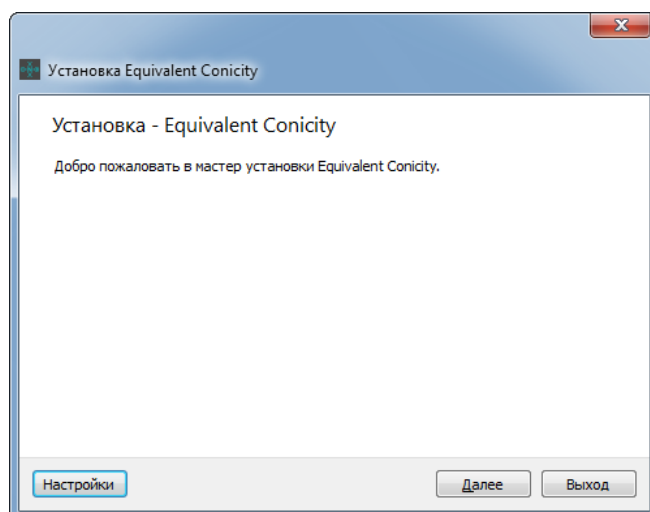 Установка Equivalent Conicity
Установка - Equivalent Conicity
Добро пожаловать в мастер установки Equivalent Conicity.
Настройки
Далее
Выход